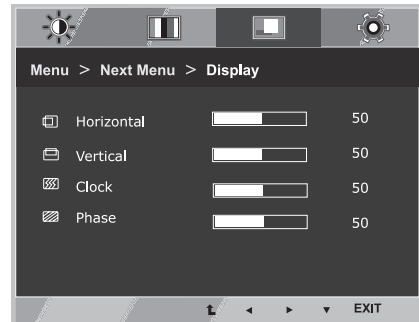 Menu > Next Menu > Display
Horizontal 50
Vertical 50
Clock 50
Phase 50
EXIT